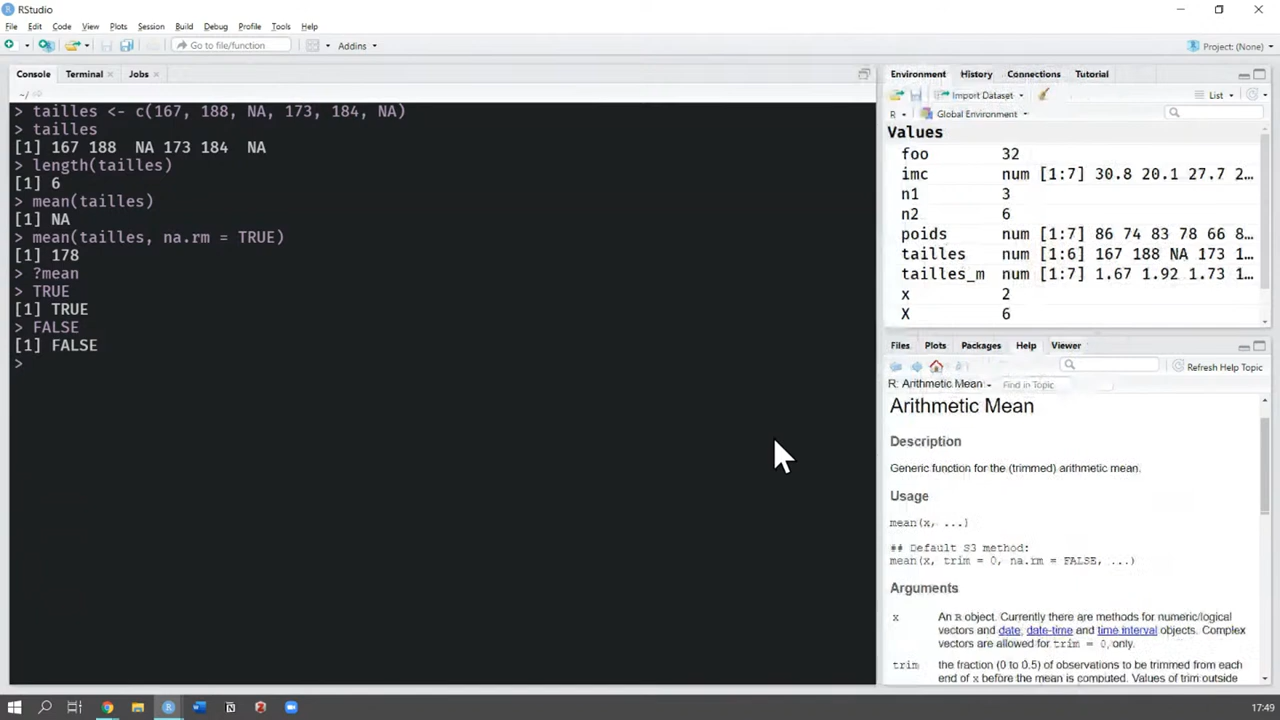 RStudio
File Edit Code View Plots Session Build Debug Profile Tools Help
Go to file/function Addins Project: (None)
Console Terminal Jobs
~/
> tailles <- c(167, 188, NA, 173, 184, NA)
> tailles
[1] 167 188  NA 173 184  NA
> length(tailles)
[1] 6
> mean(tailles)
[1] NA
> mean(tailles, na.rm = TRUE)
[1] 178
> ?mean
> TRUE
[1] TRUE
> FALSE
[1] FALSE
>
Environment History Connections Tutorial
Import Dataset List
R Global Environment
Values
foo 32
imc num [1:7] 30.8 20.1 27.7 2…
n1 3
n2 6
poids num [1:7] 86 74 83 78 66 8…
tailles num [1:6] 167 188 NA 173 1…
tailles_m num [1:7] 1.67 1.92 1.73 1…
x 2
X 6
Files Plots Packages Help Viewer
Refresh Help Topic
R: Arithmetic Mean Find in Topic
Arithmetic Mean
Description
Generic function for the (trimmed) arithmetic mean.
Usage
mean(x, ...)
## Default S3 method:
mean(x, trim = 0, na.rm = FALSE, ...)
Arguments
x An R object. Currently there are methods for numeric/logical
vectors and date, date-time and time interval objects. Complex
vectors are allowed for trim = 0, only.
trim the fraction (0 to 0.5) of observations to be trimmed from each
end of x before the mean is computed. Values of trim outside
17:49